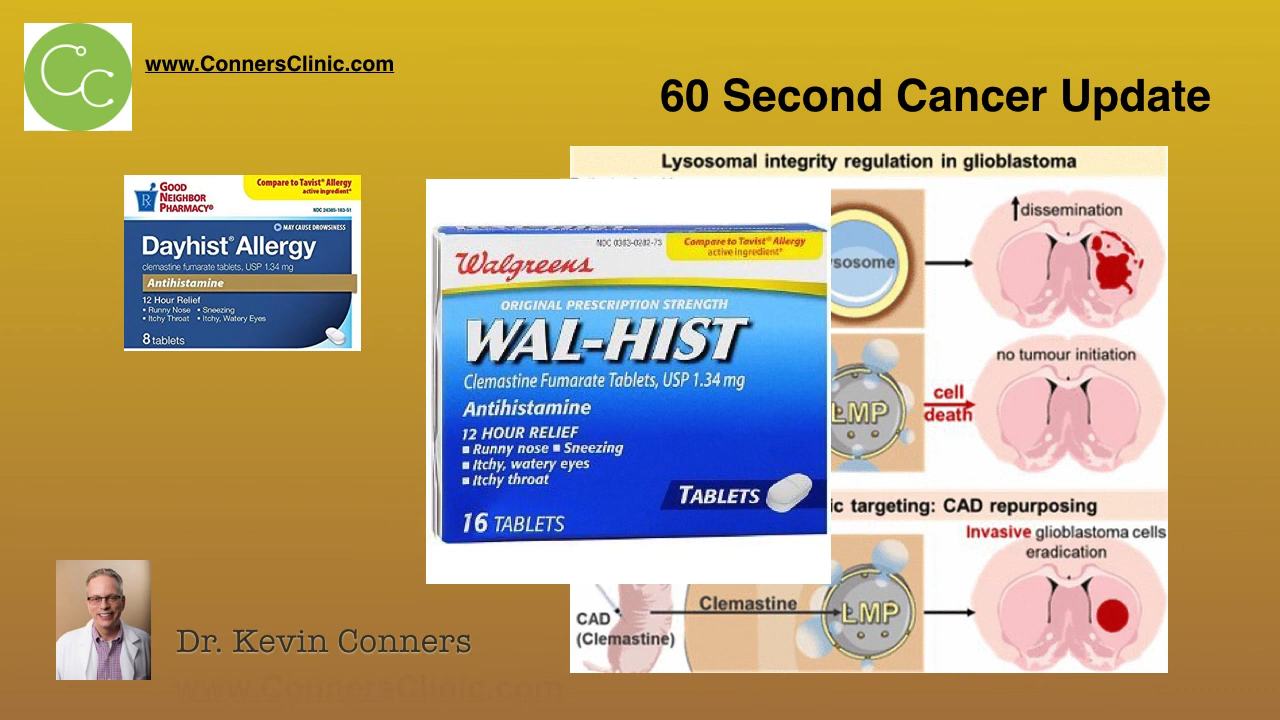 www.ConnersClinic.com
60 Second Cancer Update
GOOD
NEIGHBOR
PHARMACY®
Compare to Tavist® Allergy
active ingredient*
MAY CAUSE DROWSINESS
Dayhist® Allergy
clemastine fumarate tablets, USP 1.34 mg
Antihistamine
12 Hour Relief
• Runny Nose • Sneezing
• Itchy Throat • Itchy, Watery Eyes
8 tablets
NDC 0363-0282-73
Compare to Tavist® Allergy
active ingredient†
Walgreens
ORIGINAL PRESCRIPTION STRENGTH
WAL-HIST
Clemastine Fumarate Tablets, USP 1.34 mg
Antihistamine
12 HOUR RELIEF
■ Runny nose ■ Sneezing
■ Itchy, watery eyes
■ Itchy throat
TABLETS
16 TABLETS
Lysosomal integrity regulation in glioblastoma
sosome
dissemination
no tumour initiation
LMP
cell
death
ic targeting: CAD repurposing
Invasive glioblastoma cells
eradication
CAD
(Clemastine)
Clemastine
LMP
Dr. Kevin Conners
www.ConnersClinic.com